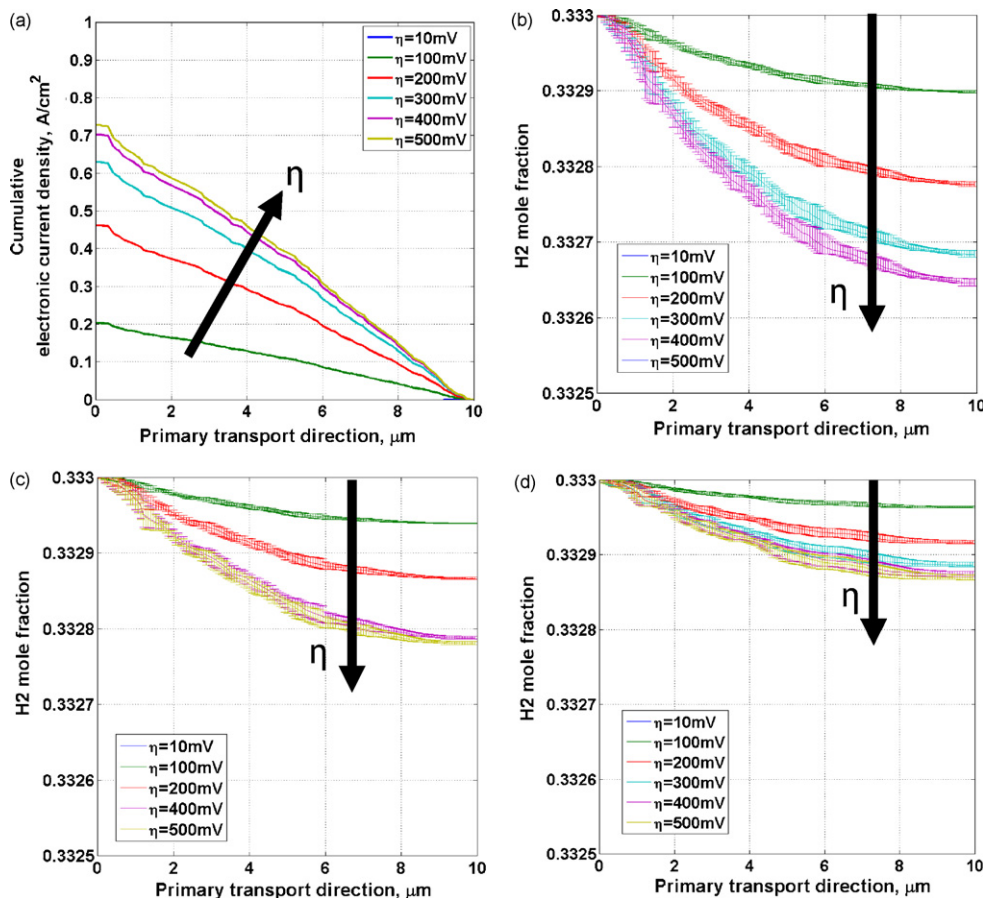 (a)
1
0.9
0.8
0.7
0.6
0.5
0.4
0.3
0.2
0.1
0
Cumulative
electronic current density, A/cm²
η=10mV
η=100mV
η=200mV
η=300mV
η=400mV
η=500mV
η
0 2 4 6 8 10
Primary transport direction, μm
(b)
0.333
0.3329
0.3328
0.3327
0.3326
0.3325
H2 mole fraction
η=10mV
η=100mV
η=200mV
η=300mV
η=400mV
η=500mV
η
0 2 4 6 8 10
Primary transport direction, μm
(c)
0.333
0.3329
0.3328
0.3327
0.3326
0.3325
H2 mole fraction
η
η=10mV
η=100mV
η=200mV
η=400mV
η=500mV
0 2 4 6 8 10
Primary transport direction, μm
(d)
0.333
0.3329
0.3328
0.3327
0.3326
0.3325
H2 mole fraction
η
η=10mV
η=100mV
η=200mV
η=300mV
η=400mV
η=500mV
0 2 4 6 8 10
Primary transport direction, μm